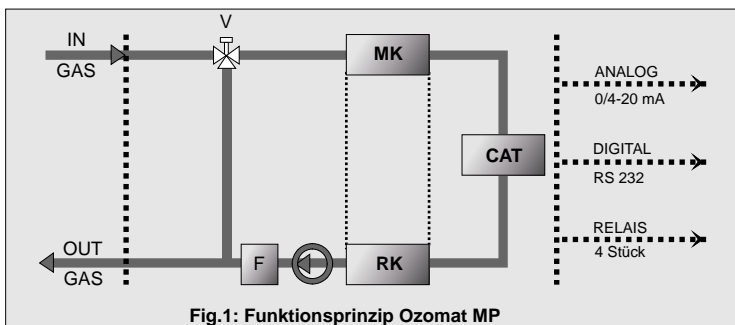 V
IN
GAS
MK
CAT
ANALOG
0/4-20 mA
DIGITAL
RS 232
RELAIS
4 Stück
OUT
GAS
F
RK
Fig.1: Funktionsprinzip Ozomat MP